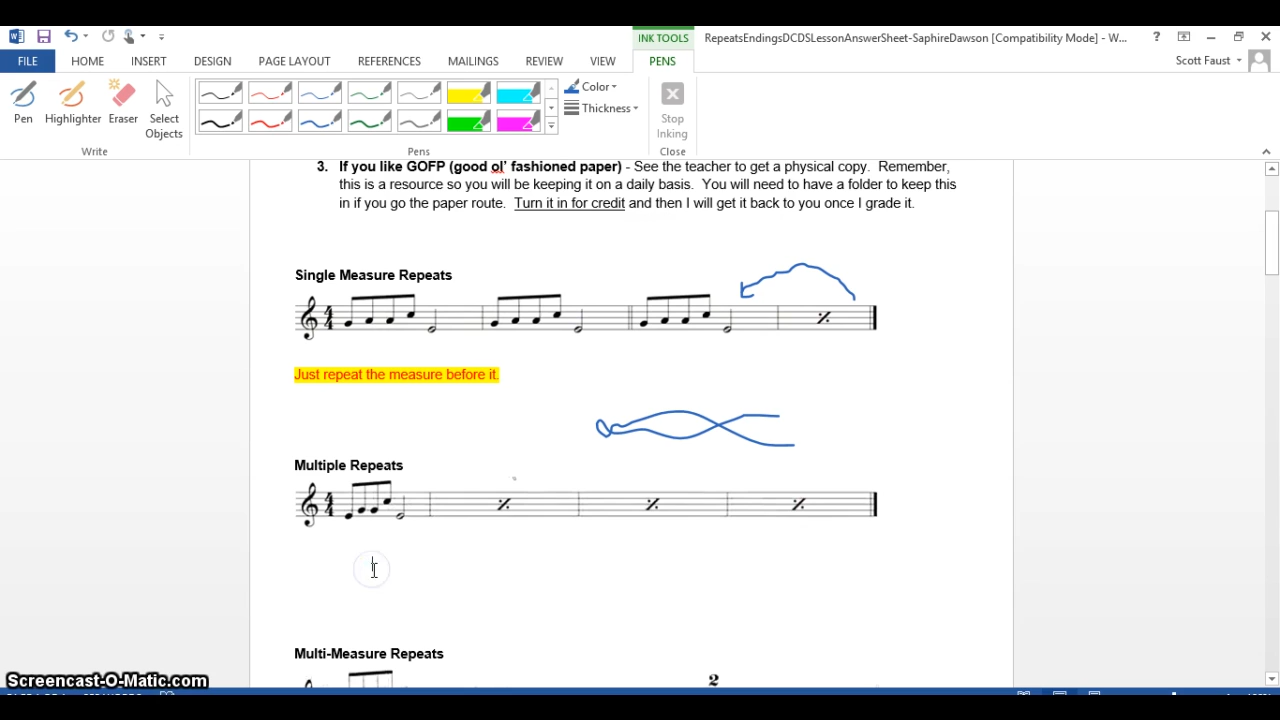 INK TOOLS
RepeatsEndingsDCDSLessonAnswerSheet-SaphireDawson [Compatibility Mode] - W...
FILE HOME INSERT DESIGN PAGE LAYOUT REFERENCES MAILINGS REVIEW VIEW PENS
Scott Faust
Pen Highlighter Eraser Select Objects
Color
Thickness
Stop Inking
Write Pens Close
3. If you like GOFP (good ol' fashioned paper) - See the teacher to get a physical copy. Remember,
this is a resource so you will be keeping it on a daily basis. You will need to have a folder to keep this
in if you go the paper route. Turn it in for credit and then I will get it back to you once I grade it.
Single Measure Repeats
4
4
Just repeat the measure before it.
Multiple Repeats
4
4
Multi-Measure Repeats
2
Screencast-O-Matic.com